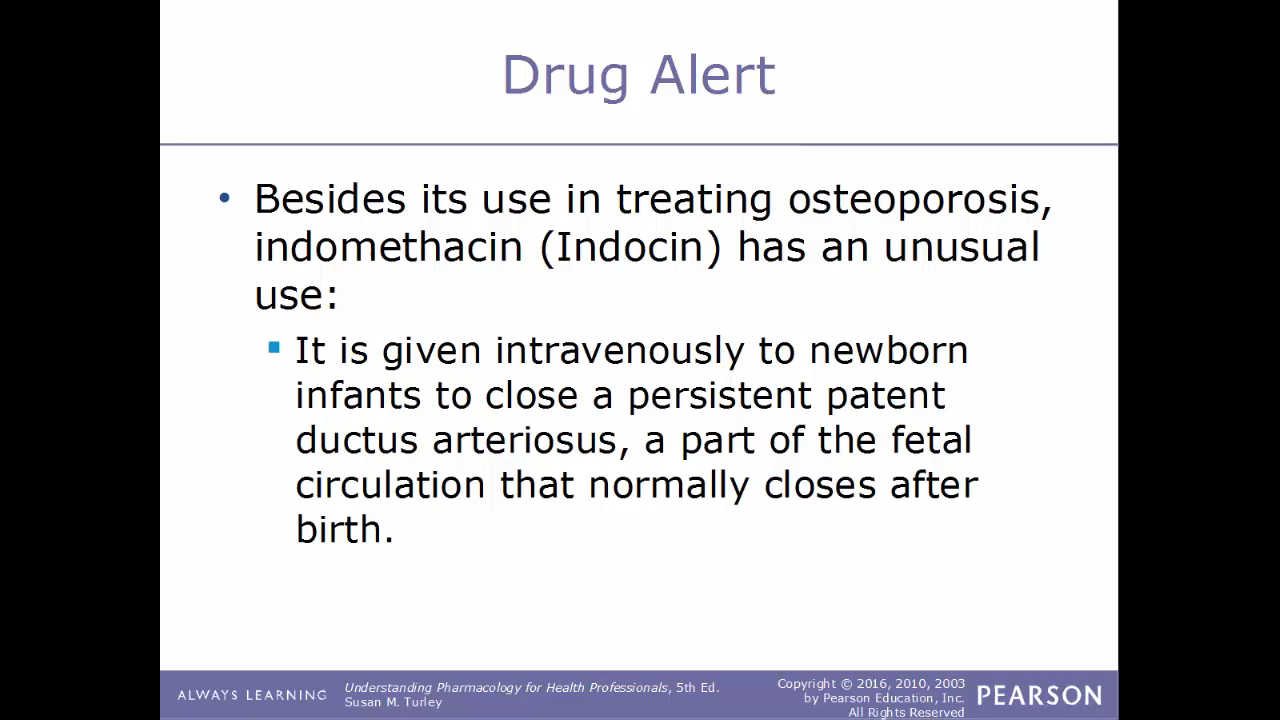 Drug Alert
• Besides its use in treating osteoporosis,
indomethacin (Indocin) has an unusual
use:
▪ It is given intravenously to newborn
infants to close a persistent patent
ductus arteriosus, a part of the fetal
circulation that normally closes after
birth.
ALWAYS LEARNING
Understanding Pharmacology for Health Professionals, 5th Ed.
Susan M. Turley
Copyright © 2016, 2010, 2003
by Pearson Education, Inc.
All Rights Reserved
PEARSON